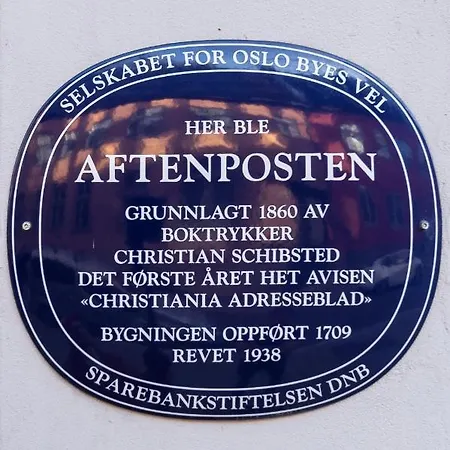 SELSKABET FOR OSLO BYES VEL
HER BLE
AFTENPOSTEN
GRUNNLAGT 1860 AV
BOKTRYKKER
CHRISTIAN SCHIBSTED
DET FØRSTE ÅRET HET AVISEN
«CHRISTIANIA ADRESSEBLAD»
BYGNINGEN OPPFØRT 1709
REVET 1938
SPAREBANKSTIFTELSEN DNB